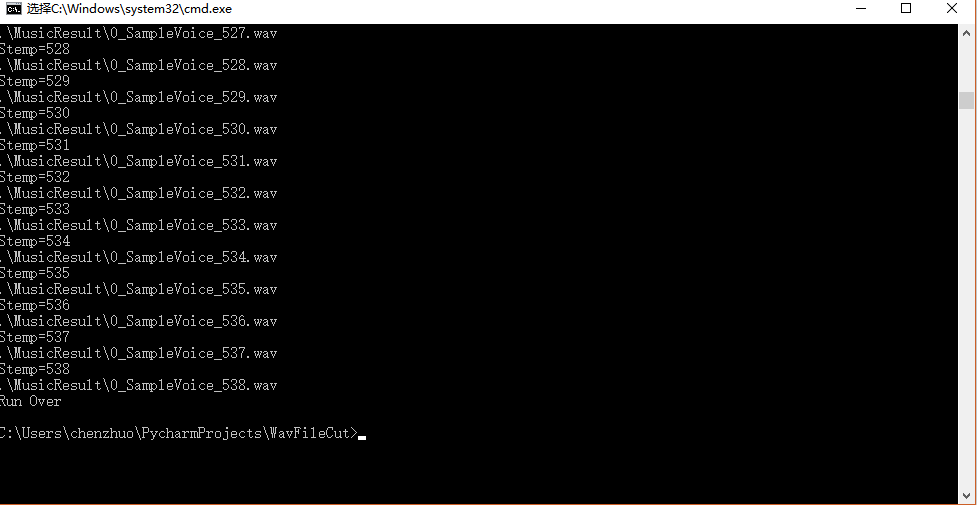 选择C:\Windows\system32\cmd.exe
.\MusicResult\0_SampleVoice_527.wav
Stemp=528
.\MusicResult\0_SampleVoice_528.wav
Stemp=529
.\MusicResult\0_SampleVoice_529.wav
Stemp=530
.\MusicResult\0_SampleVoice_530.wav
Stemp=531
.\MusicResult\0_SampleVoice_531.wav
Stemp=532
.\MusicResult\0_SampleVoice_532.wav
Stemp=533
.\MusicResult\0_SampleVoice_533.wav
Stemp=534
.\MusicResult\0_SampleVoice_534.wav
Stemp=535
.\MusicResult\0_SampleVoice_535.wav
Stemp=536
.\MusicResult\0_SampleVoice_536.wav
Stemp=537
.\MusicResult\0_SampleVoice_537.wav
Stemp=538
.\MusicResult\0_SampleVoice_538.wav
Run Over
C:\Users\chenzhuo\PycharmProjects\WavFileCut>